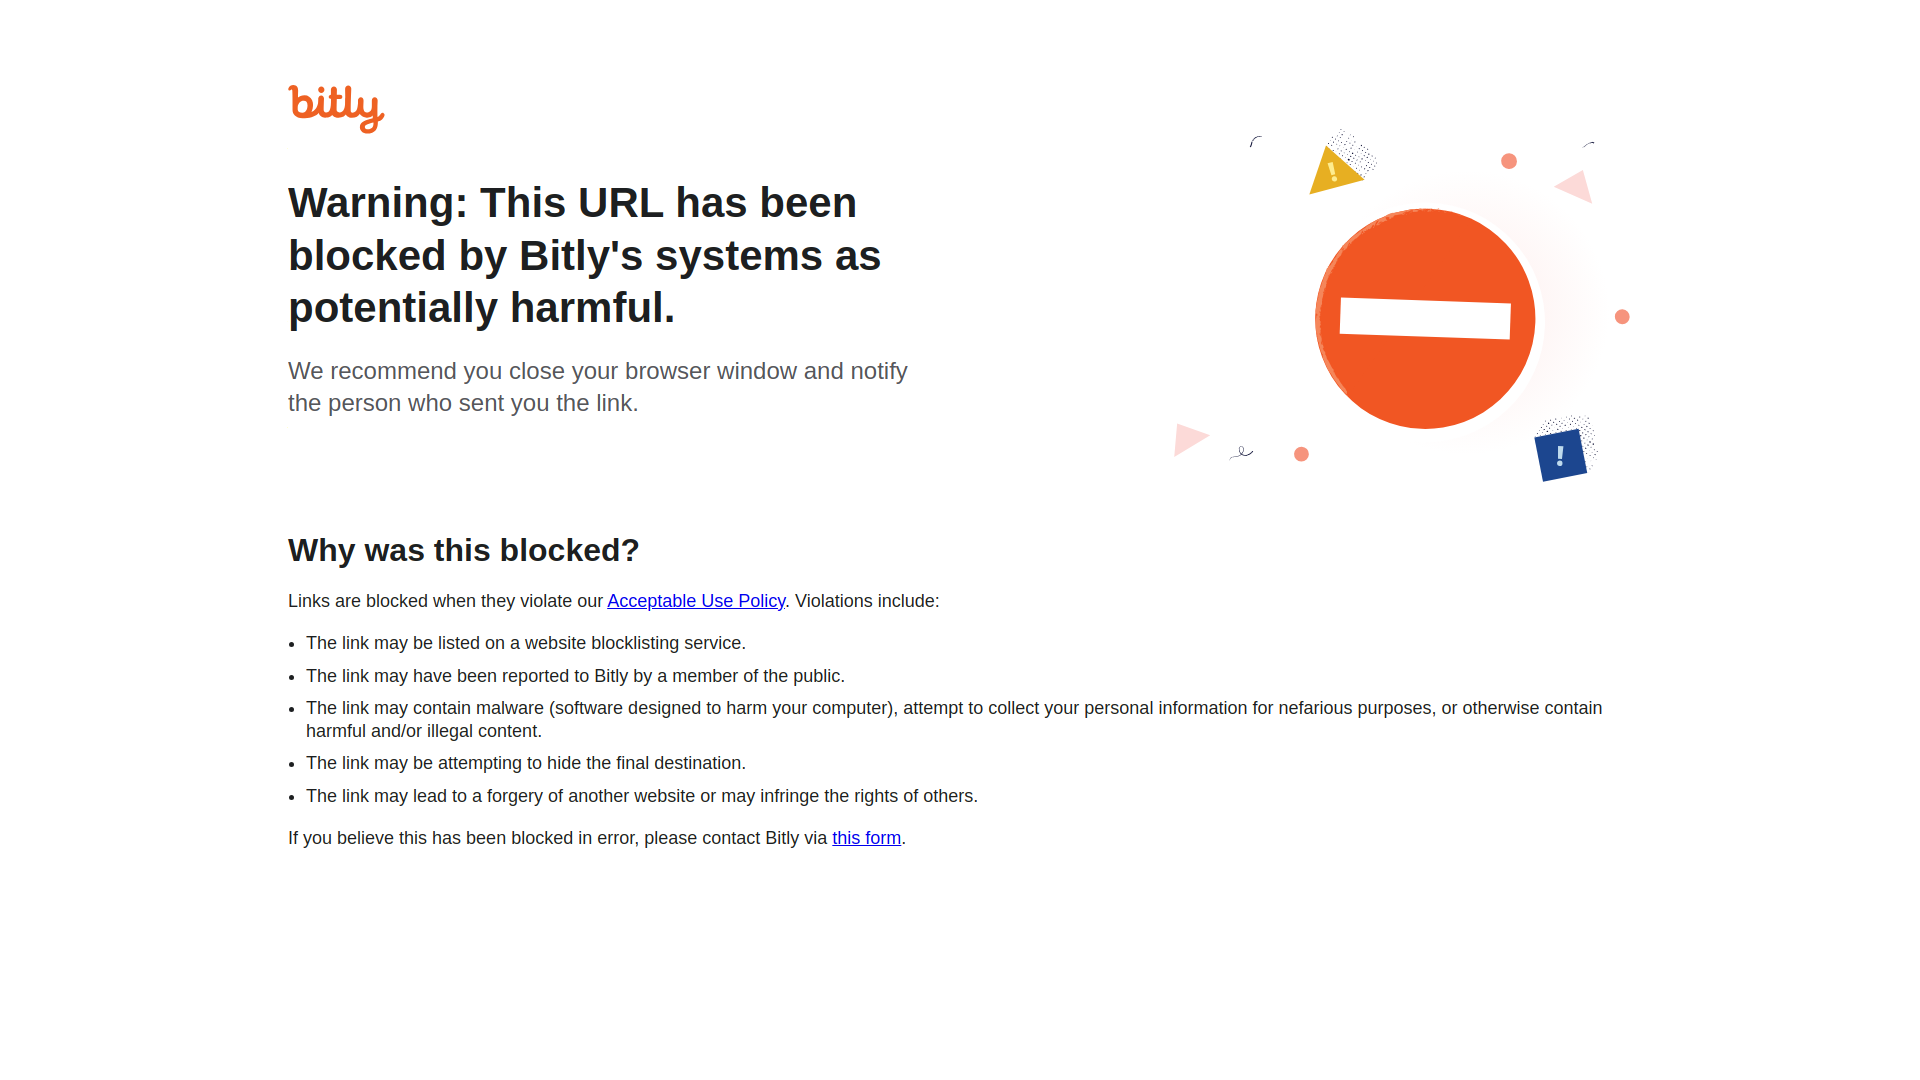 bitly
Warning: This URL has been
blocked by Bitly's systems as
potentially harmful.
We recommend you close your browser window and notify
the person who sent you the link.
!
!
Why was this blocked?
Links are blocked when they violate our Acceptable Use Policy. Violations include:
• The link may be listed on a website blocklisting service.
• The link may have been reported to Bitly by a member of the public.
• The link may contain malware (software designed to harm your computer), attempt to collect your personal information for nefarious purposes, or otherwise contain
harmful and/or illegal content.
• The link may be attempting to hide the final destination.
• The link may lead to a forgery of another website or may infringe the rights of others.
If you believe this has been blocked in error, please contact Bitly via this form.